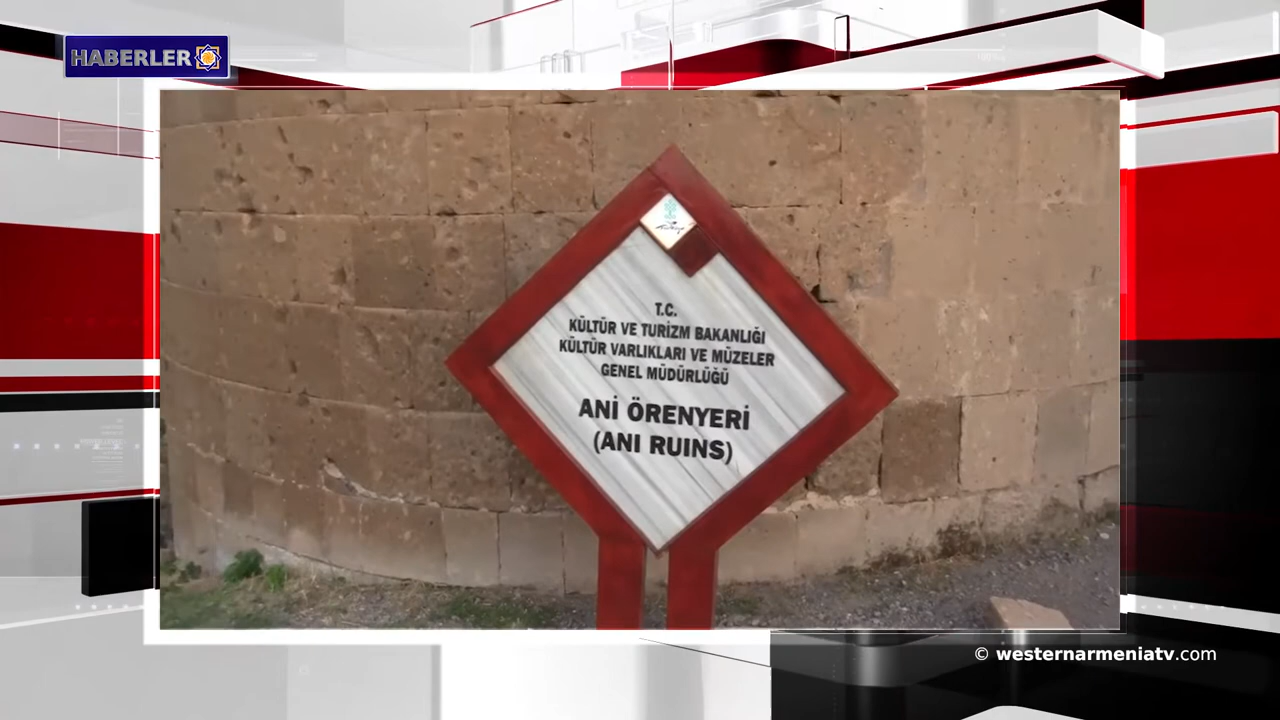 HABERLER
T.C.
KÜLTÜR VE TURİZM BAKANLIĞI
KÜLTÜR VARLIKLARI VE MÜZELER
GENEL MÜDÜRLÜĞÜ
ANİ ÖRENYERİ
(ANI RUINS)
© westernarmeniatv.com